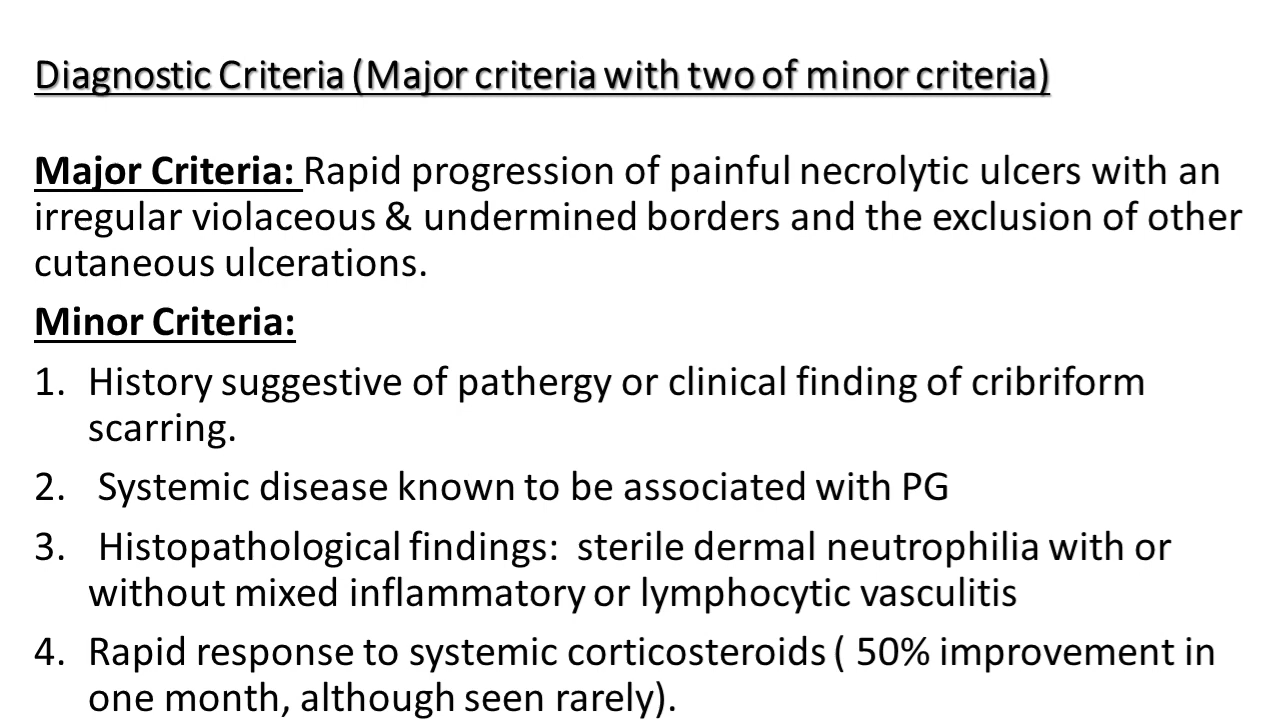 Diagnostic Criteria (Major criteria with two of minor criteria)
Major Criteria: Rapid progression of painful necrolytic ulcers with an
irregular violaceous & undermined borders and the exclusion of other
cutaneous ulcerations.
Minor Criteria:
1. History suggestive of pathergy or clinical finding of cribriform
scarring.
2. Systemic disease known to be associated with PG
3. Histopathological findings: sterile dermal neutrophilia with or
without mixed inflammatory or lymphocytic vasculitis
4. Rapid response to systemic corticosteroids ( 50% improvement in
one month, although seen rarely).